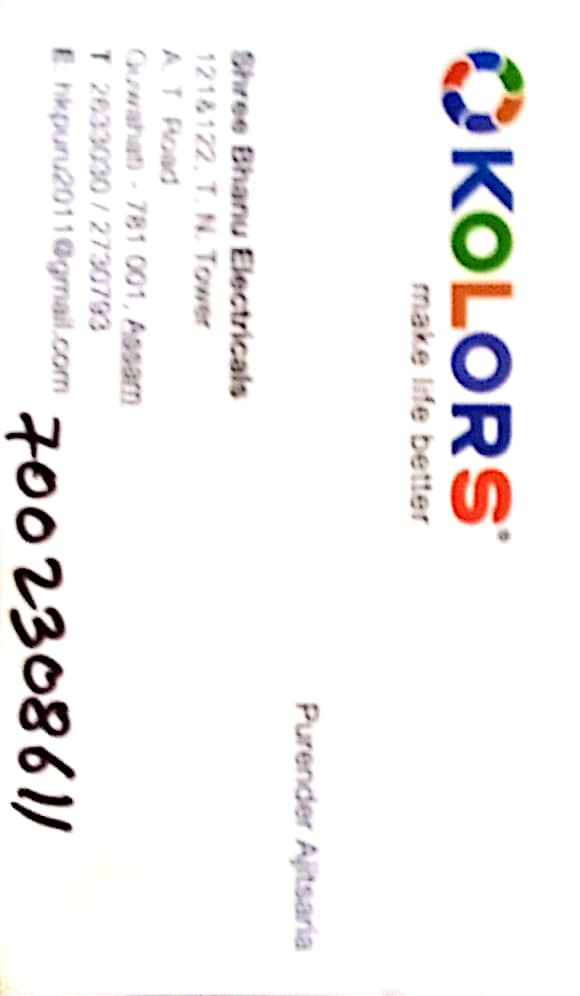 KOLORS®
make life better
Purender Ajitsaria
Shree Bhanu Electricals
121&122, T. N. Tower
A. T. Road
Guwahati - 781 001, Assam
T 2633030 / 2730793
E: hkpuru2011@gmail.com
7002308611